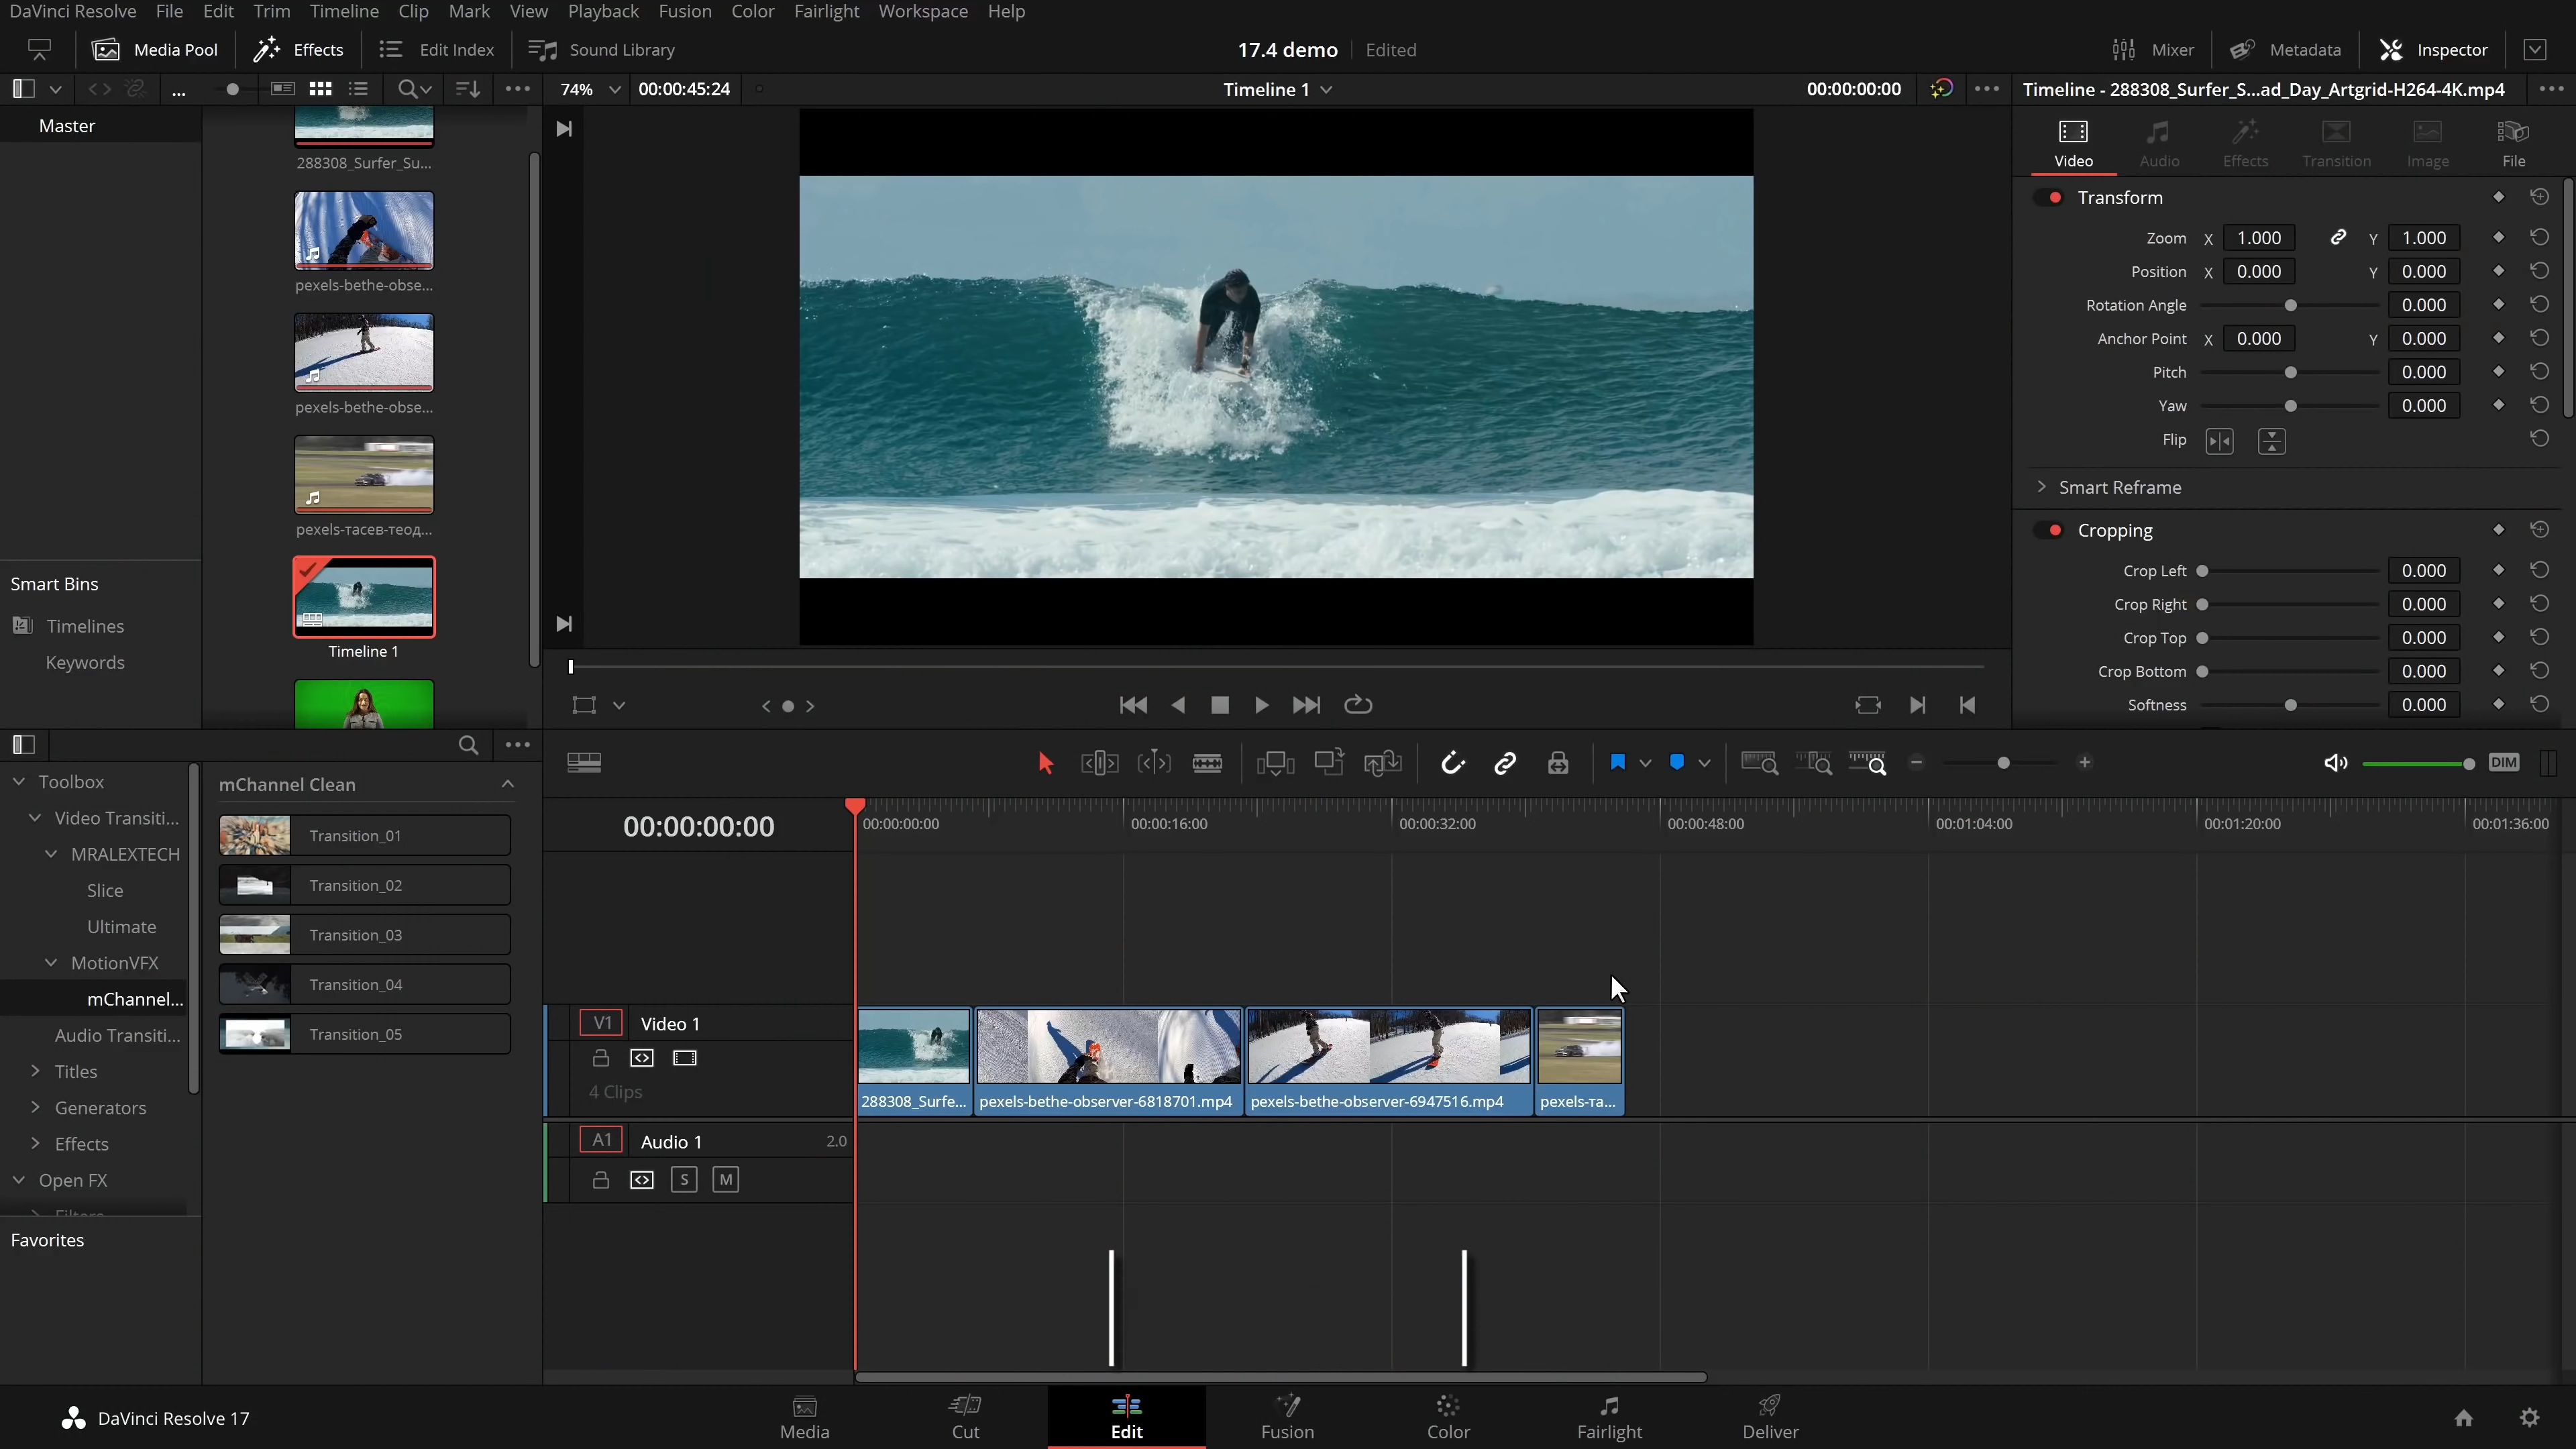 DaVinci Resolve File Edit Trim Timeline Clip Mark View Playback Fusion Color Fairlight Workspace Help
Media Pool Effects Edit Index Sound Library 17.4 demo Edited Mixer Metadata Inspector
... 74% 00:00:45:24 Timeline 1 00:00:00:00 Timeline - 288308_Surfer_S...ad_Day_Artgrid-H264-4K.mp4
Master
288308_Surfer_Su...
pexels-bethe-obse...
pexels-bethe-obse...
pexels-тасев-теод...
Timeline 1
Smart Bins
Timelines
Keywords
Video Audio Effects Transition Image File
Transform
Zoom X 1.000 Y 1.000
Position X 0.000 Y 0.000
Rotation Angle 0.000
Anchor Point X 0.000 Y 0.000
Pitch 0.000
Yaw 0.000
Flip
Smart Reframe
Cropping
Crop Left 0.000
Crop Right 0.000
Crop Top 0.000
Crop Bottom 0.000
Softness 0.000
Toolbox
Video Transiti...
MRALEXTECH
Slice
Ultimate
MotionVFX
mChannel...
Audio Transiti...
Titles
Generators
Effects
Open FX
Filters
Favorites
mChannel Clean
Transition_01
Transition_02
Transition_03
Transition_04
Transition_05
DIM
00:00:00:00
00:00:00:00 00:00:16:00 00:00:32:00 00:00:48:00 00:01:04:00 00:01:20:00 00:01:36:00
V1 Video 1
4 Clips
288308_Surfe... pexels-bethe-observer-6818701.mp4 pexels-bethe-observer-6947516.mp4 pexels-та...
A1 Audio 1 2.0
S M
DaVinci Resolve 17
Media Cut Edit Fusion Color Fairlight Deliver